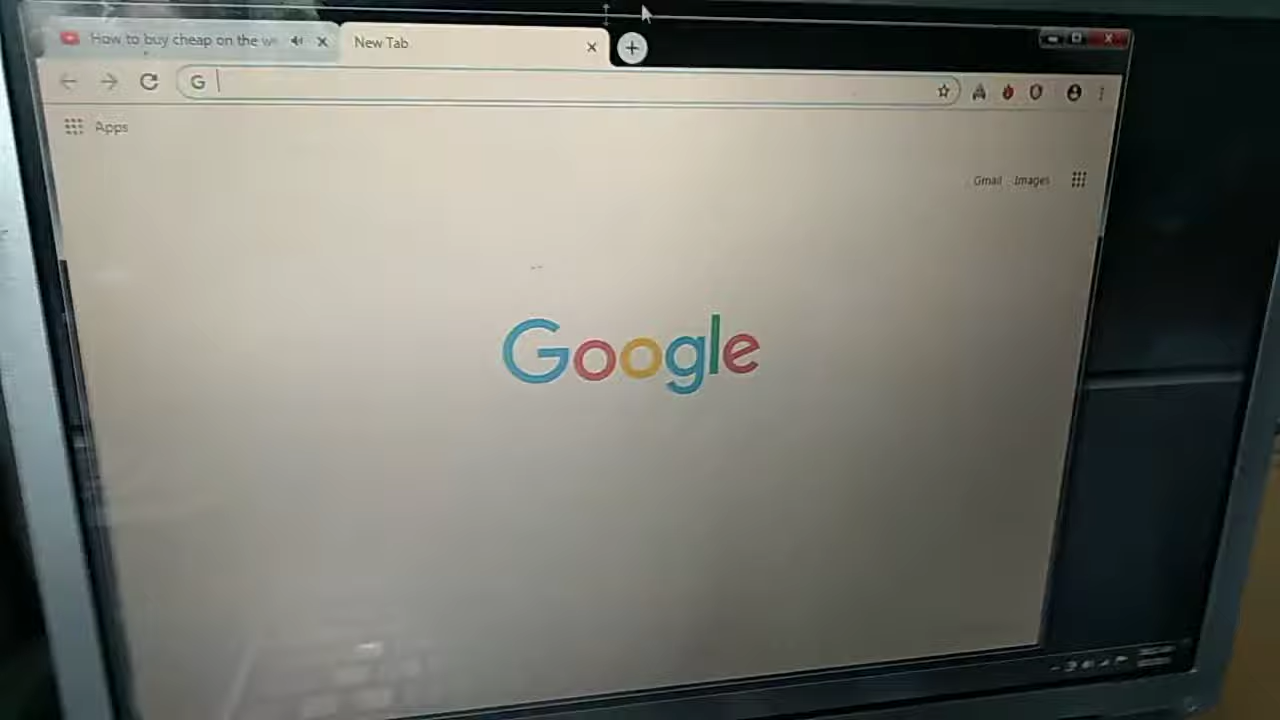 How to buy cheap on the w
New Tab
G
Apps
Gmail Images
Google